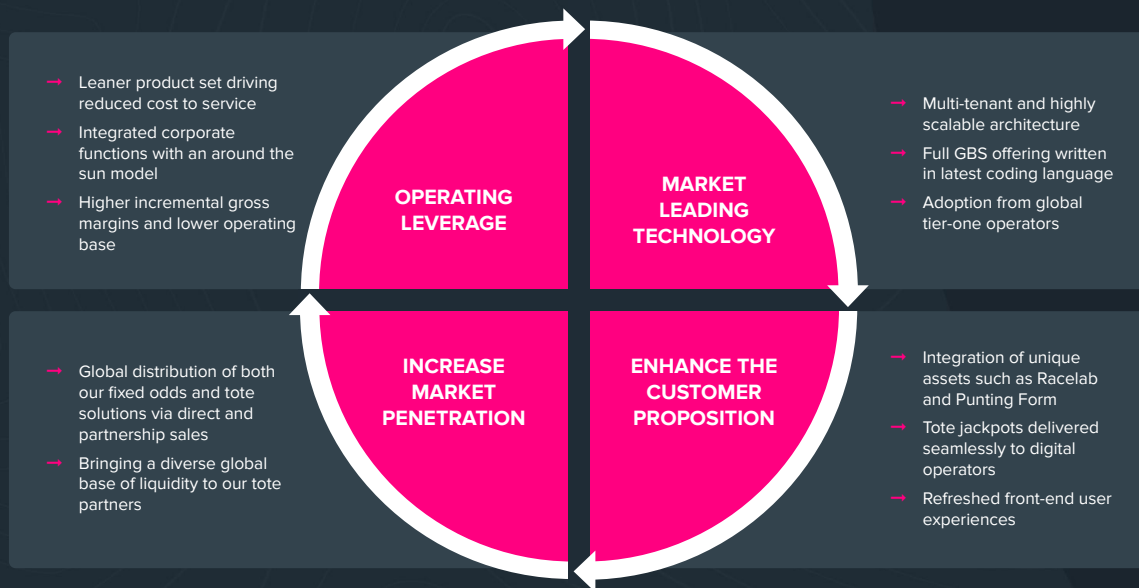 → Leaner product set driving
reduced cost to service
→ Integrated corporate
functions with an around the
sun model
→ Higher incremental gross
margins and lower operating
base
OPERATING
LEVERAGE
MARKET
LEADING
TECHNOLOGY
→ Multi-tenant and highly
scalable architecture
→ Full GBS offering written
in latest coding language
→ Adoption from global
tier-one operators
→ Global distribution of both
our fixed odds and tote
solutions via direct and
partnership sales
→ Bringing a diverse global
base of liquidity to our tote
partners
INCREASE
MARKET
PENETRATION
ENHANCE THE
CUSTOMER
PROPOSITION
→ Integration of unique
assets such as Racelab
and Punting Form
→ Tote jackpots delivered
seamlessly to digital
operators
→ Refreshed front-end user
experiences